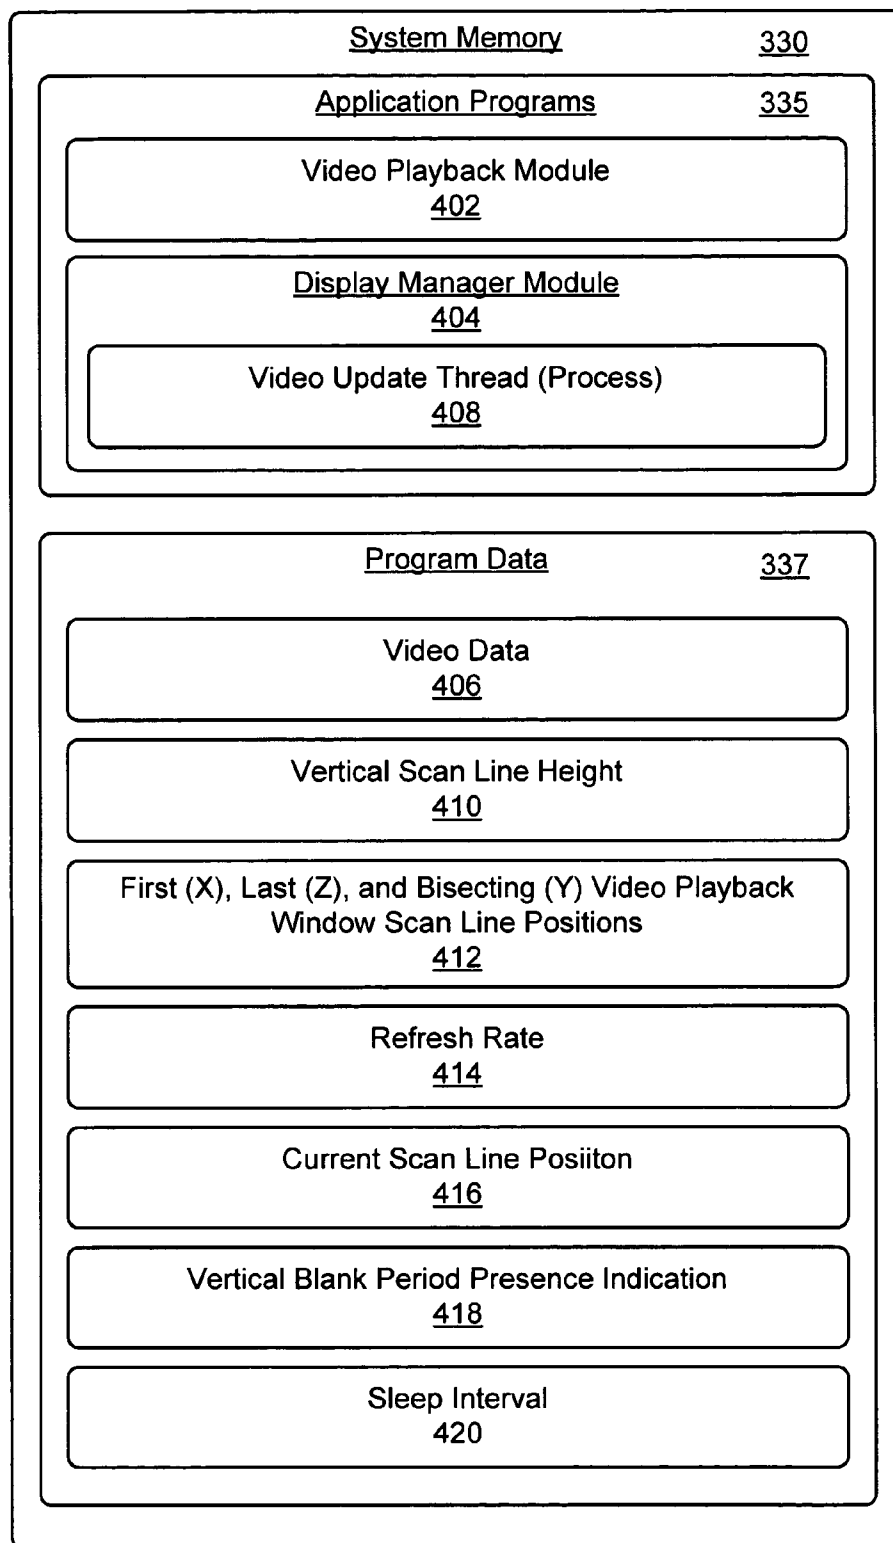 System Memory 330
Application Programs 335
Video Playback Module
402
Display Manager Module
404
Video Update Thread (Process)
408
Program Data 337
Video Data
406
Vertical Scan Line Height
410
First (X), Last (Z), and Bisecting (Y) Video Playback
Window Scan Line Positions
412
Refresh Rate
414
Current Scan Line Posiiton
416
Vertical Blank Period Presence Indication
418
Sleep Interval
420